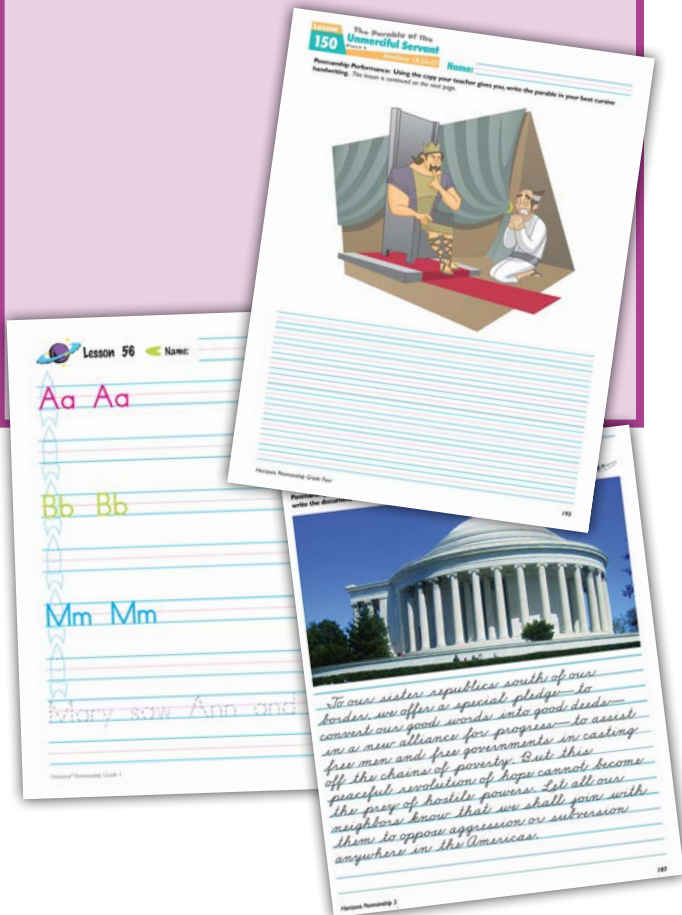 Lesson
150
The Parable of the
Unmerciful Servant
Matthew 18:23-27
Name:
Penmanship Performance: Using the copy your teacher gives you, write the parable in your best cursive
handwriting. This lesson is continued on the next page.
Horizons Penmanship Grade Four
193
Lesson 56
Name:
Aa Aa
Bb Bb
Mm Mm
Mary saw Ann and
Horizons Penmanship Grade 1
write the document
To our sister republics south of our
border, we offer a special pledge—to
convert our good words into good deeds—
in a new alliance for progress—to assist
free men and free governments in casting
off the chains of poverty. But this
peaceful revolution of hope cannot become
the prey of hostile powers. Let all our
neighbors know that we shall join with
them to oppose aggression or subversion
anywhere in the Americas.
Horizons Penmanship 5